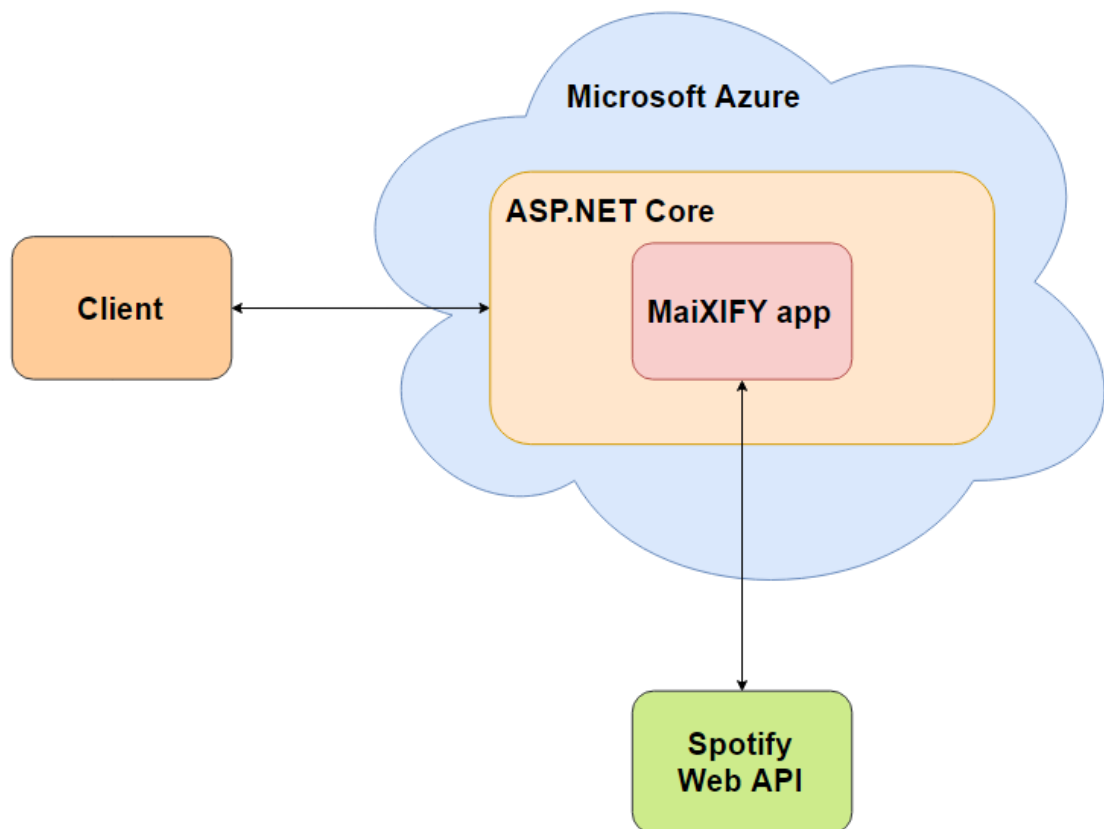 Microsoft Azure
ASP.NET Core
Client
MaiXIFY app
Spotify
Web API